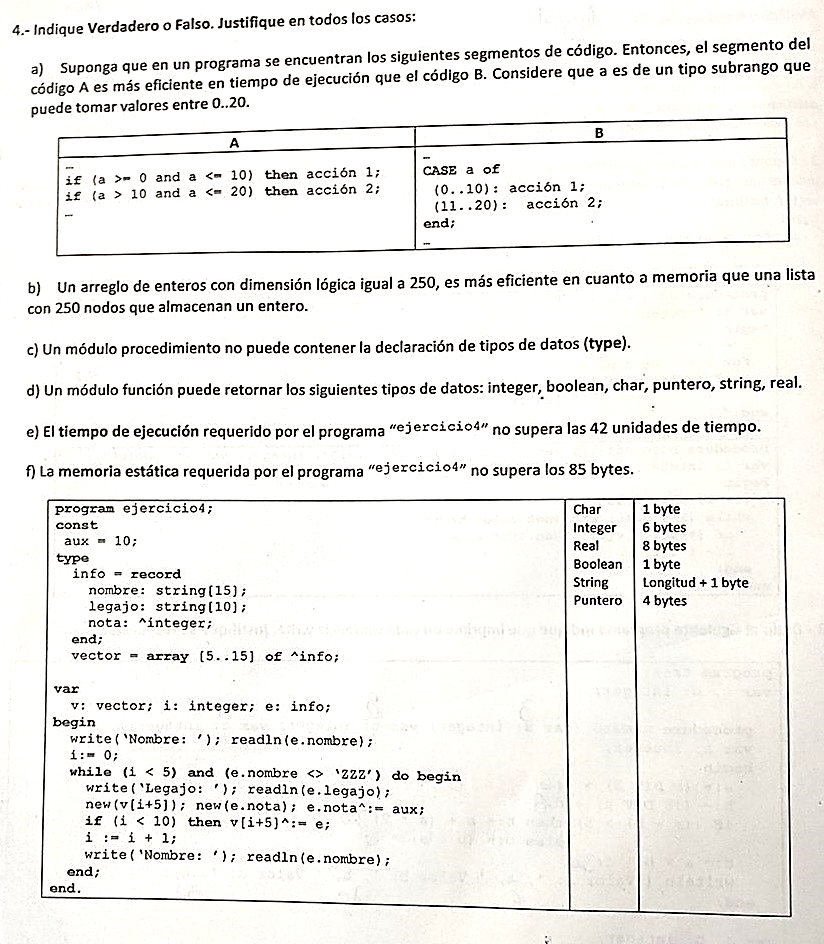 4.- Indique Verdadero o Falso. Justifique en todos los casos:
a) Suponga que en un programa se encuentran los siguientes segmentos de código. Entonces, el segmento del
código A es más eficiente en tiempo de ejecución que el código B. Considere que a es de un tipo subrango que
puede tomar valores entre 0..20.
A
…
if (a >= 0 and a <= 10) then acción 1;
if (a > 10 and a <= 20) then acción 2;
…
B
…
CASE a of
(0..10): acción 1;
(11..20): acción 2;
end;
…
b) Un arreglo de enteros con dimensión lógica igual a 250, es más eficiente en cuanto a memoria que una lista
con 250 nodos que almacenan un entero.
c) Un módulo procedimiento no puede contener la declaración de tipos de datos (type).
d) Un módulo función puede retornar los siguientes tipos de datos: integer, boolean, char, puntero, string, real.
e) El tiempo de ejecución requerido por el programa “ejercicio4” no supera las 42 unidades de tiempo.
f) La memoria estática requerida por el programa “ejercicio4” no supera los 85 bytes.
program ejercicio4;
const
aux = 10;
type
info = record
nombre: string[15];
legajo: string[10];
nota: ^integer;
end;
vector = array [5..15] of ^info;
var
v: vector; i: integer; e: info;
begin
write(‘Nombre: ’); readln(e.nombre);
i:= 0;
while (i < 5) and (e.nombre <> ‘ZZZ’) do begin
write(‘Legajo: ’); readln(e.legajo);
new(v[i+5]); new(e.nota); e.nota^:= aux;
if (i < 10) then v[i+5]^:= e;
i := i + 1;
write(‘Nombre: ’); readln(e.nombre);
end;
end.
Char 1 byte
Integer 6 bytes
Real 8 bytes
Boolean 1 byte
String Longitud + 1 byte
Puntero 4 bytes